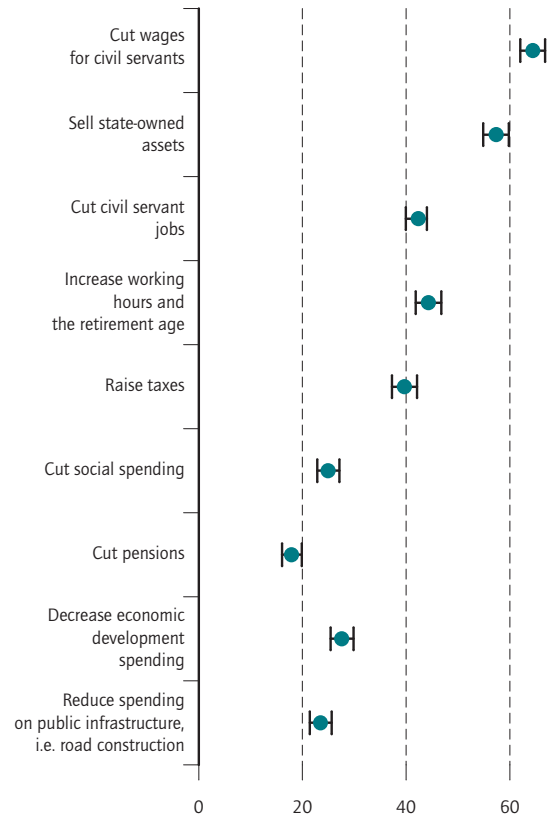 Cut wages
for civil servants
Sell state-owned
assets
Cut civil servant
jobs
Increase working
hours and
the retirement age
Raise taxes
Cut social spending
Cut pensions
Decrease economic
development
spending
Reduce spending
on public infrastructure,
i.e. road construction
0 20 40 60